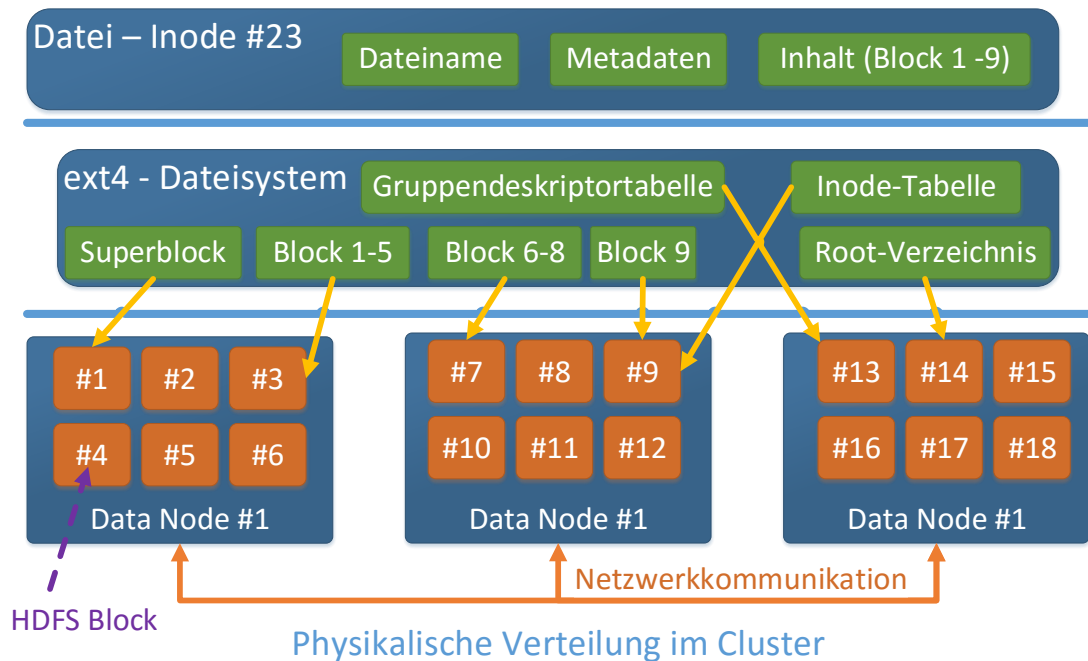 Datei – Inode #23
Dateiname
Metadaten
Inhalt (Block 1 -9)
ext4 - Dateisystem
Gruppendeskriptortabelle
Inode-Tabelle
Superblock
Block 1-5
Block 6-8
Block 9
Root-Verzeichnis
#1 #2 #3
#4 #5 #6
Data Node #1
#7 #8 #9
#10 #11 #12
Data Node #1
#13 #14 #15
#16 #17 #18
Data Node #1
Netzwerkkommunikation
HDFS Block
Physikalische Verteilung im Cluster